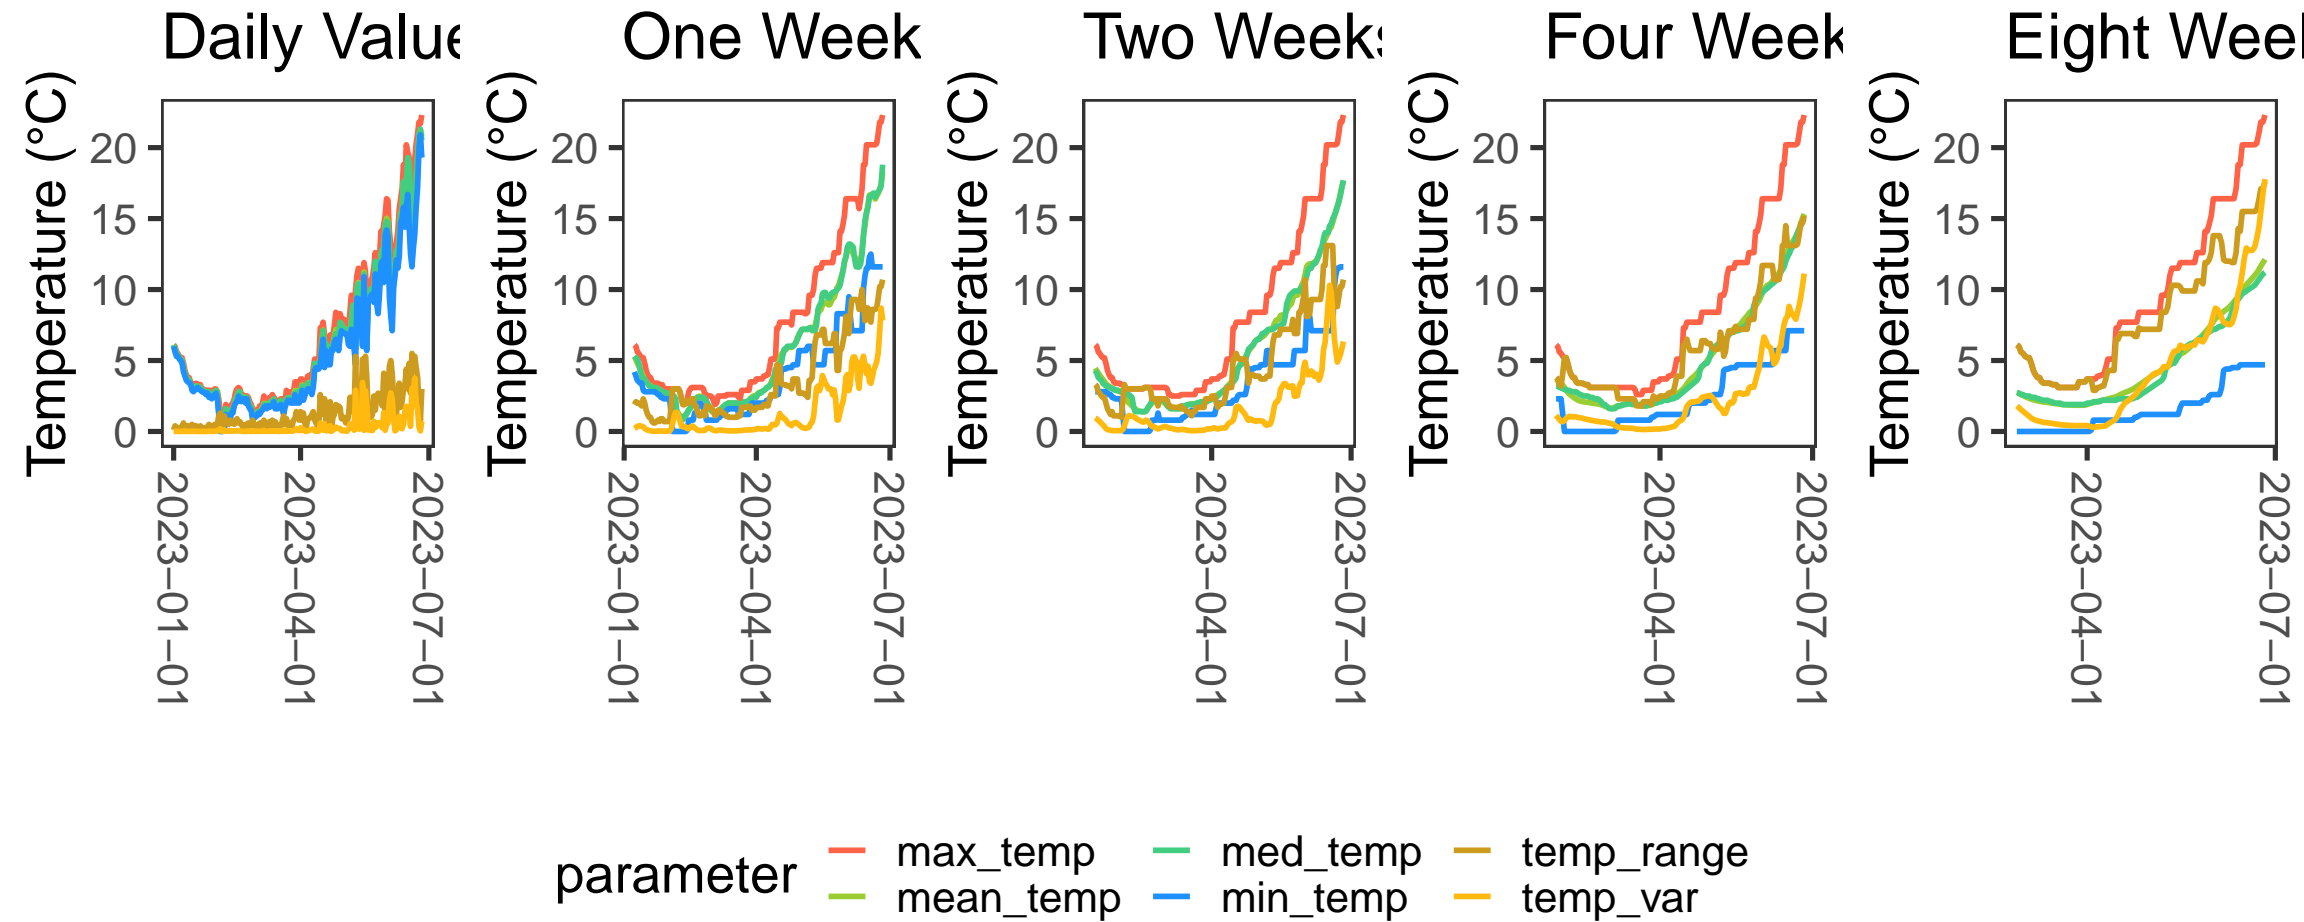 Daily Value
One Week
Two Weeks
Four Week
Eight Wee
Temperature (°C)
20
15
10
5
0
2023−01−01
2023−04−01
2023−07−01
Temperature (°C)
20
15
10
5
0
2023−01−01
2023−04−01
2023−07−01
Temperature (°C)
20
15
10
5
0
2023−04−01
2023−07−01
Temperature (°C)
20
15
10
5
0
2023−04−01
2023−07−01
Temperature (°C)
20
15
10
5
0
2023−04−01
2023−07−01
parameter
max_temp med_temp temp_range
mean_temp min_temp temp_var